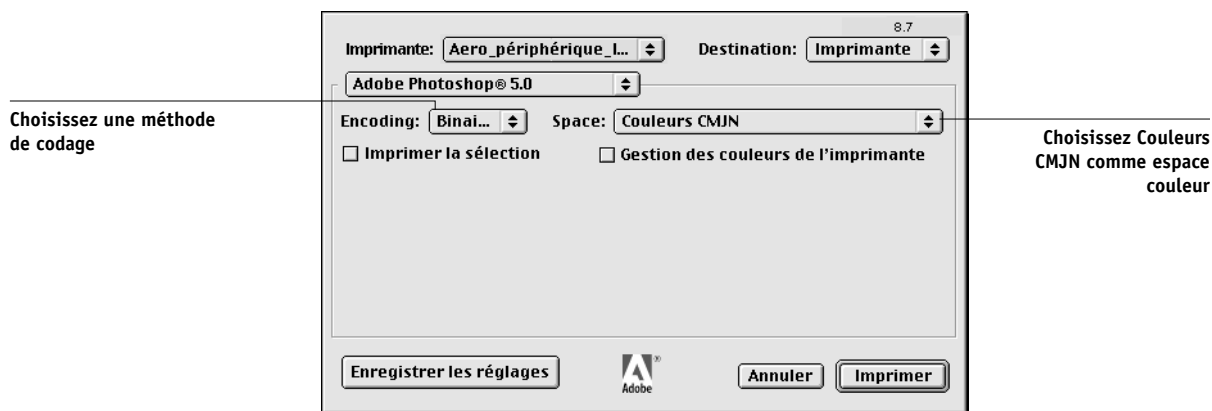 8.7
Imprimante: Aero_périphérique_l... Destination: Imprimante
Adobe Photoshop® 5.0
Choisissez une méthode
de codage
Encoding: Binai... Space: Couleurs CMJN
Choisissez Couleurs
CMJN comme espace
couleur
Imprimer la sélection Gestion des couleurs de l'imprimante
Enregistrer les réglages
Adobe®
Annuler Imprimer